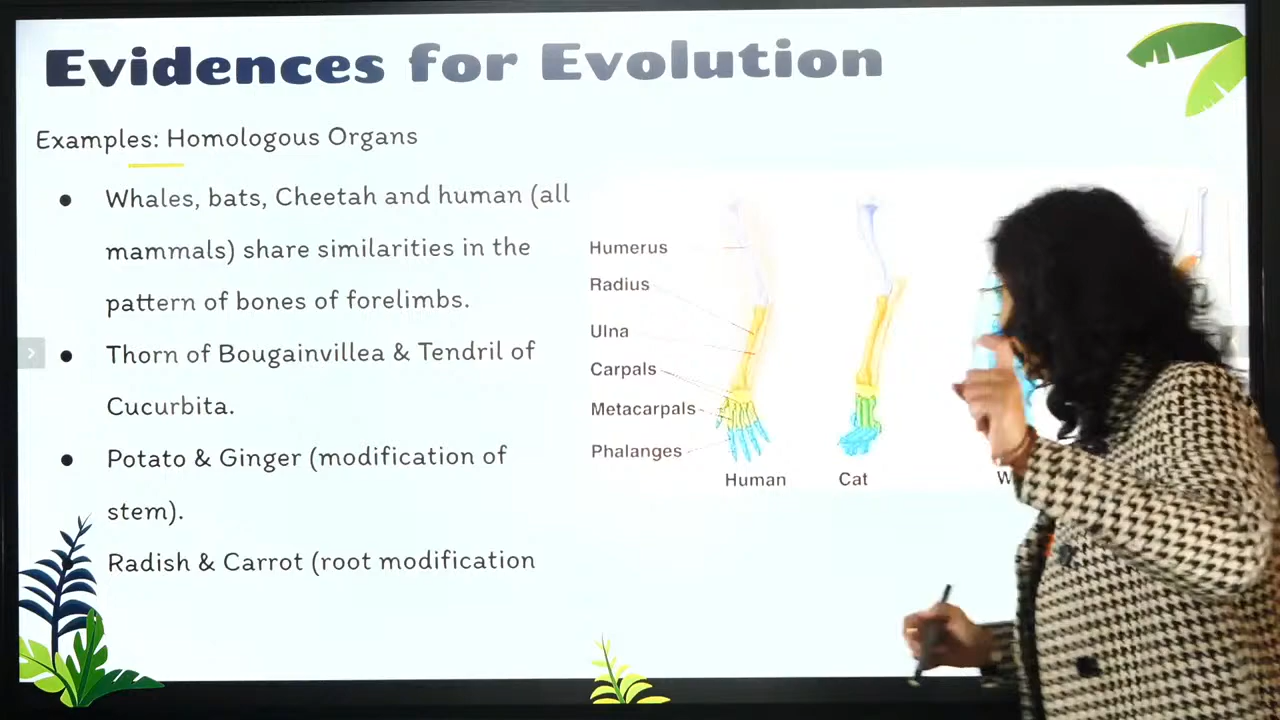 Evidences for Evolution
Examples: Homologous Organs
● Whales, bats, Cheetah and human (all
mammals) share similarities in the
pattern of bones of forelimbs.
● Thorn of Bougainvillea & Tendril of
Cucurbita.
● Potato & Ginger (modification of
stem).
Radish & Carrot (root modification
Humerus
Radius
Ulna
Carpals
Metacarpals
Phalanges
Human
Cat